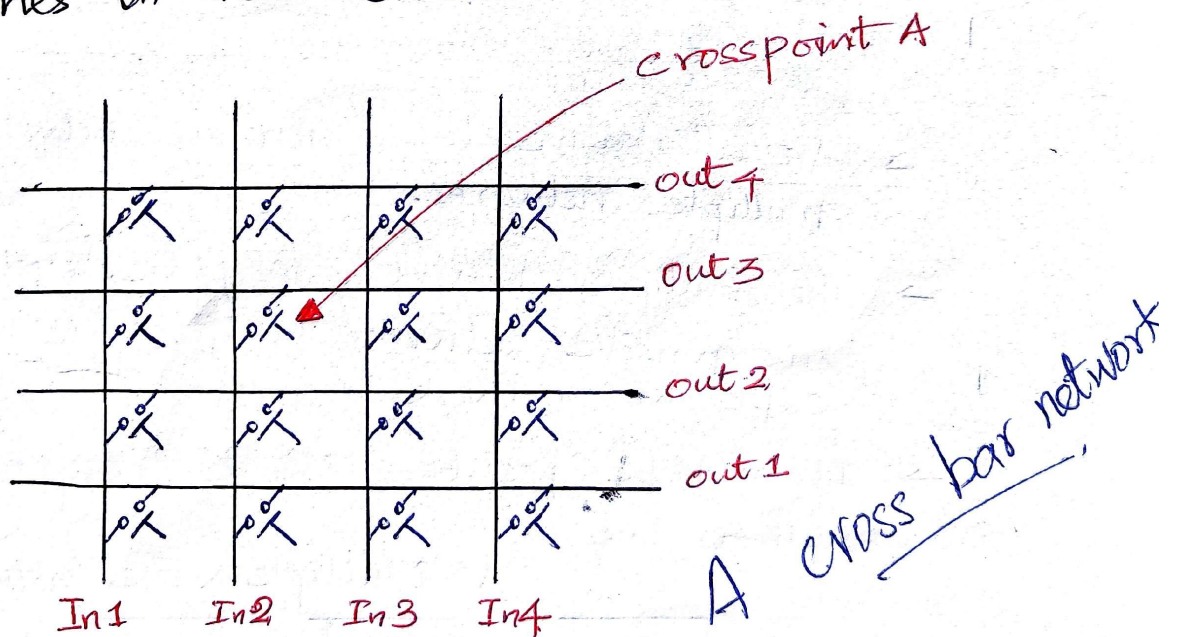 crosspoint A
out 4
out 3
out 2
out 1
In1 In2 In3 In4
A cross bar network